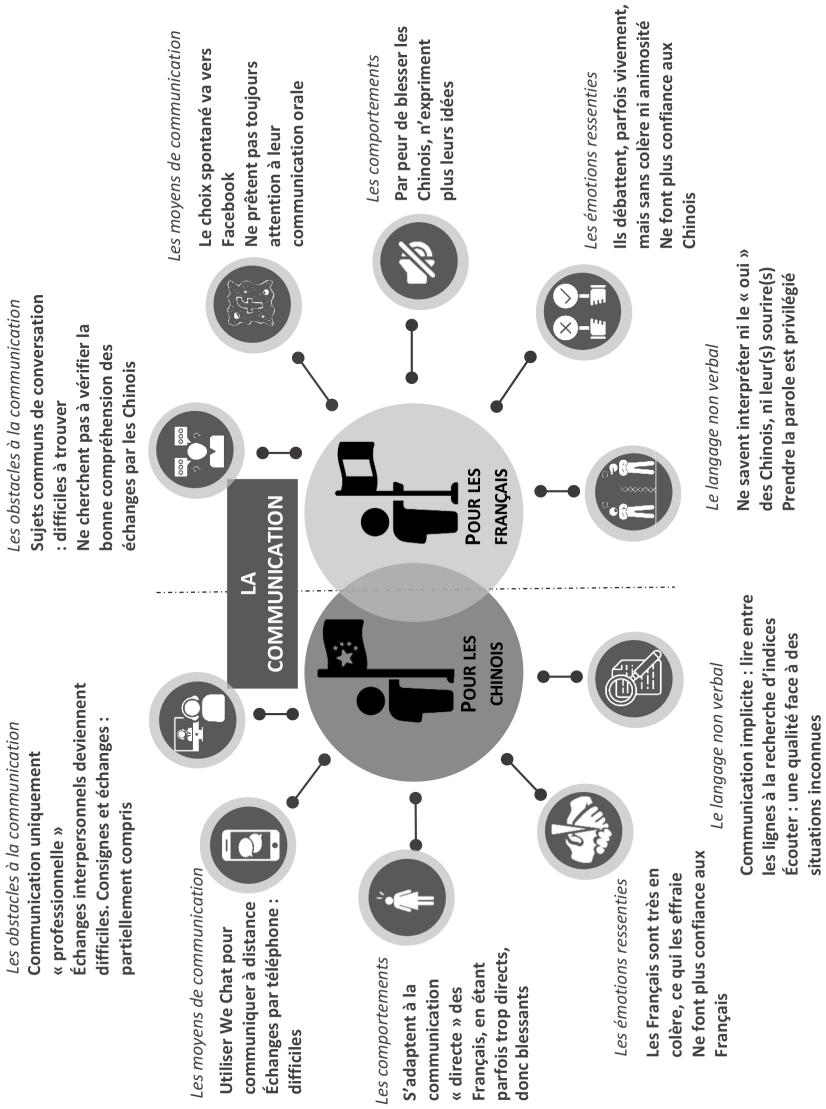 LA
COMMUNICATION
POUR LES
CHINOIS
POUR LES
FRANÇAIS
Les obstacles à la communication
Communication uniquement
« professionnelle »
Échanges interpersonnels deviennent
difficiles. Consignes et échanges :
partiellement compris
Les moyens de communication
Utiliser We Chat pour
communiquer à distance
Échanges par téléphone :
difficiles
Les comportements
S’adaptent à la
communication
« directe » des
Français, en étant
parfois trop directs,
donc blessants
Les émotions ressenties
Les Français sont très en
colère, ce qui les effraie
Ne font plus confiance aux
Français
Le langage non verbal
Communication implicite : lire entre
les lignes à la recherche d’indices
Écouter : une qualité face à des
situations inconnues
Les obstacles à la communication
Sujets communs de conversation
: difficiles à trouver
Ne cherchent pas à vérifier la
bonne compréhension des
échanges par les Chinois
Les moyens de communication
Le choix spontané va vers
Facebook
Ne prêtent pas toujours
attention à leur
communication orale
Les comportements
Par peur de blesser les
Chinois, n’expriment
plus leurs idées
Les émotions ressenties
Ils débattent, parfois vivement,
mais sans colère ni animosité
Ne font plus confiance aux
Chinois
Le langage non verbal
Ne savent interpréter ni le « oui »
des Chinois, ni leur(s) sourire(s)
Prendre la parole est privilégié